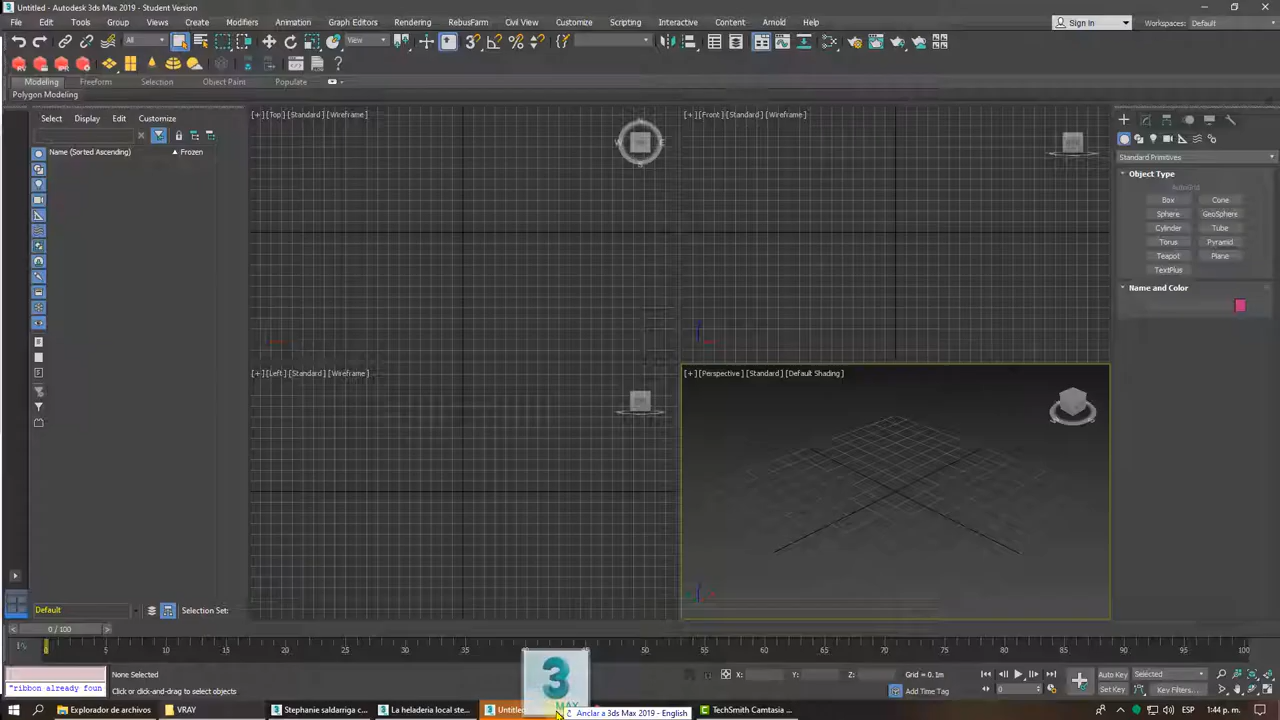 Untitled - Autodesk 3ds Max 2019 - Student Version
File Edit Tools Group Views Create Modifiers Animation Graph Editors Rendering RebusFarm Civil View Customize Scripting Interactive Content Arnold Help
Sign In Workspaces: Default
All View
Modeling Freeform Selection Object Paint Populate
Polygon Modeling
Select Display Edit Customize
Name (Sorted Ascending) ▲ Frozen
[+] [Top] [Standard] [Wireframe]
[+] [Front] [Standard] [Wireframe]
Standard Primitives
Object Type
AutoGrid
Box Cone
Sphere GeoSphere
Cylinder Tube
Torus Pyramid
Teapot Plane
TextPlus
Name and Color
[+] [Left] [Standard] [Wireframe]
[+] [Perspective] [Standard] [Default Shading]
Default Selection Set:
0 / 100
0 5 10 15 20 25 30 35 50 55 60 65 70 75 80 85 90 95 100
"ribbon already foun
None Selected
Click or click-and-drag to select objects
X: Y: Z: Grid = 0.1m
Add Time Tag
0
Auto Key Selected
Set Key Key Filters...
3
MAX
Anclar a 3ds Max 2019 - English
Explorador de archivos VRAY Stephanie saldarriga c... La heladeria local ste... TechSmith Camtasia ...
ESP 1:44 p. m.